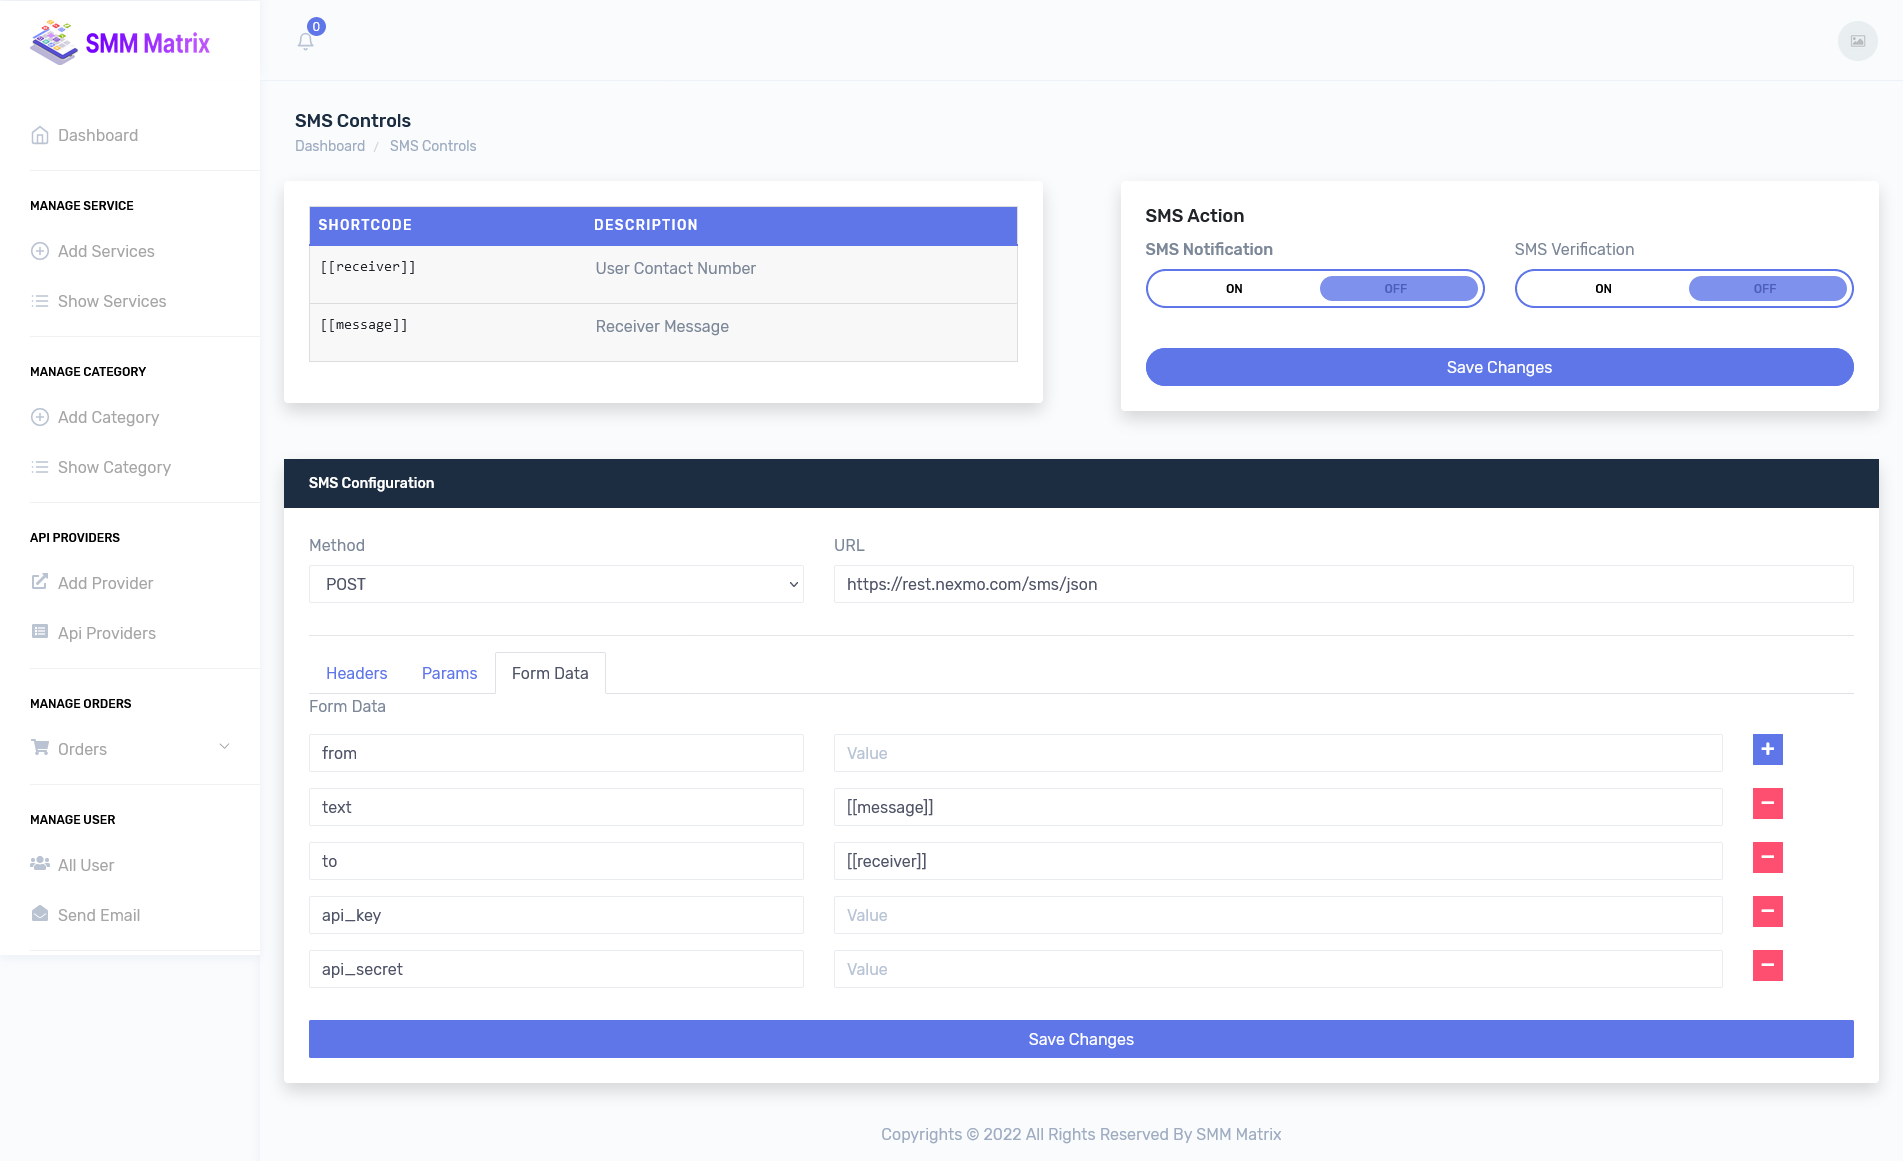 SMM Matrix
0
Dashboard
MANAGE SERVICE
Add Services
Show Services
MANAGE CATEGORY
Add Category
Show Category
API PROVIDERS
Add Provider
Api Providers
MANAGE ORDERS
Orders
MANAGE USER
All User
Send Email
SMS Controls
Dashboard / SMS Controls
SHORTCODE DESCRIPTION
[[receiver]] User Contact Number
[[message]] Receiver Message
SMS Action
SMS Notification SMS Verification
ON OFF ON OFF
Save Changes
SMS Configuration
Method URL
POST https://rest.nexmo.com/sms/json
Headers Params Form Data
Form Data
from Value
text [[message]]
to [[receiver]]
api_key Value
api_secret Value
Save Changes
Copyrights © 2022 All Rights Reserved By SMM Matrix